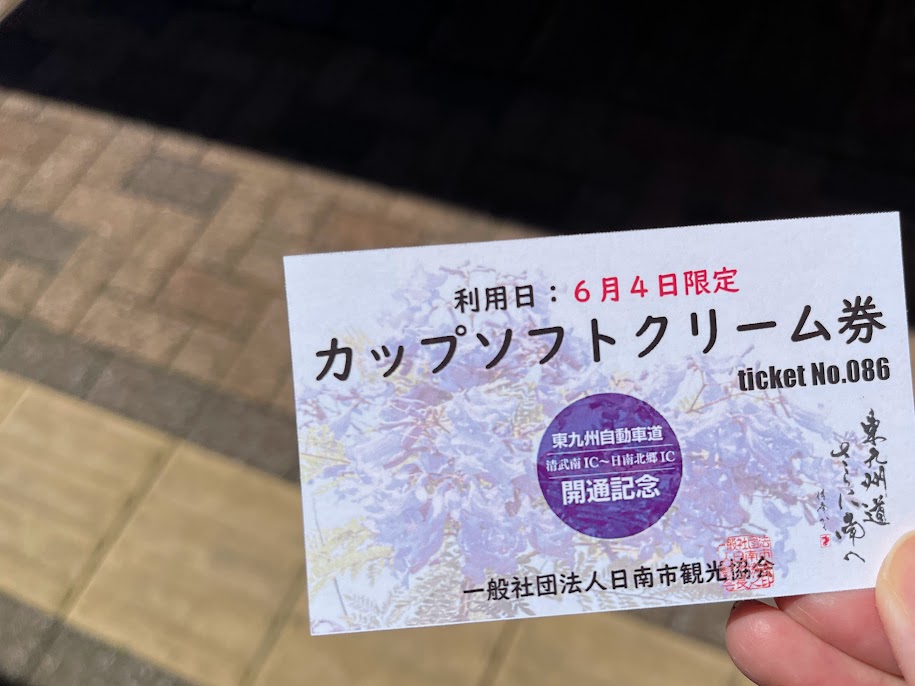 利用日：6月4日限定
カップソフトクリーム券
ticket No.086
東九州自動車道
清武南IC～日南北郷IC
開通記念
東九州道
さらに南へ
一般社団法人日南市観光協会